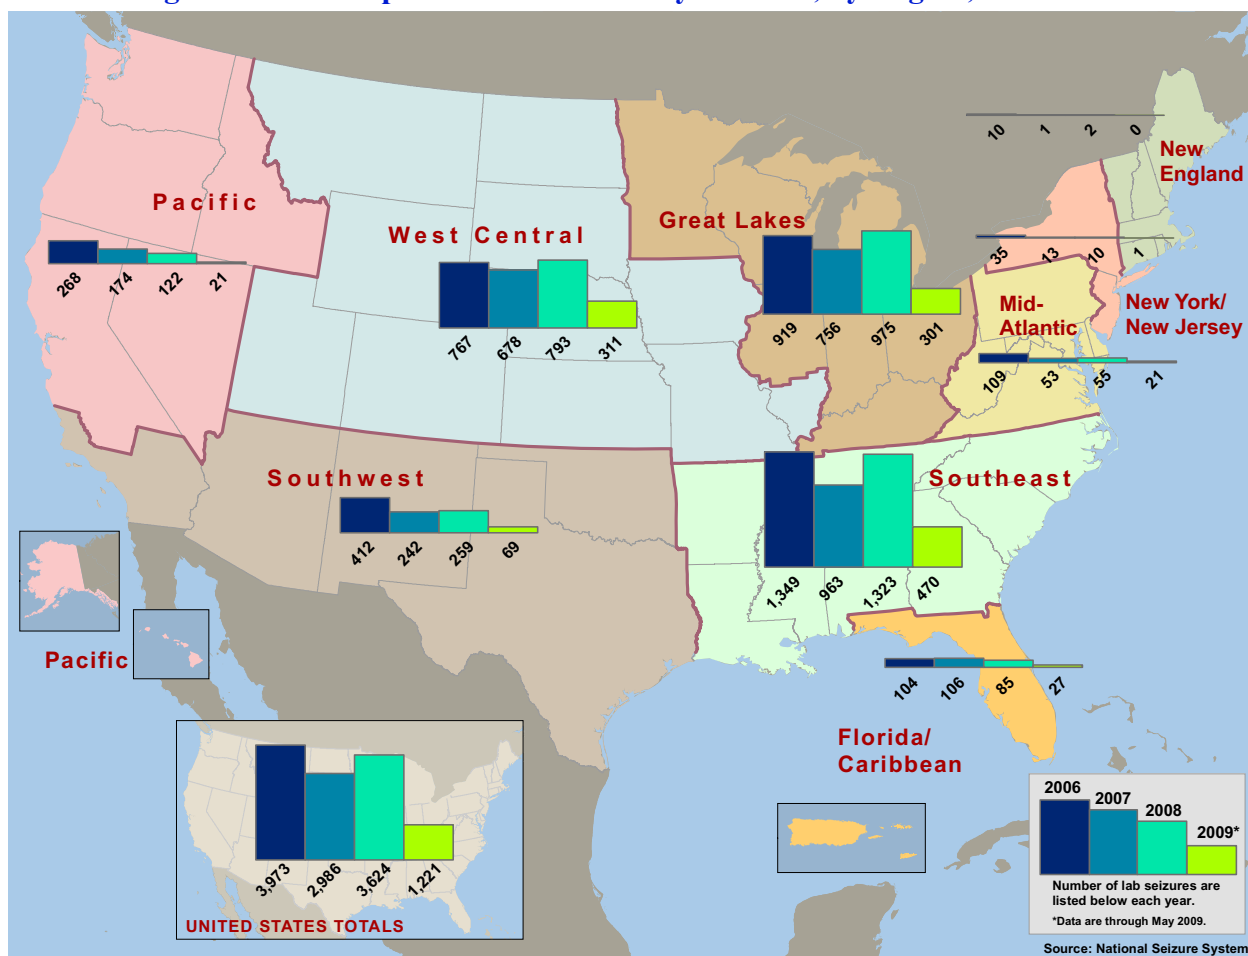 10 1 2 0
New
England
Pacific
268 174 122 21
West Central
767 678 793 311
Great Lakes
919 756 975 301
35 13 10 1
New York/
New Jersey
Mid-
Atlantic
109 53 55 21
Southwest
412 242 259 69
Southeast
1,349 963 1,323 470
Pacific
104 106 85 27
Florida/
Caribbean
3,973 2,986 3,624 1,221
UNITED STATES TOTALS
2006
2007
2008
2009*
Number of lab seizures are
listed below each year.
*Data are through May 2009.
Source: National Seizure System